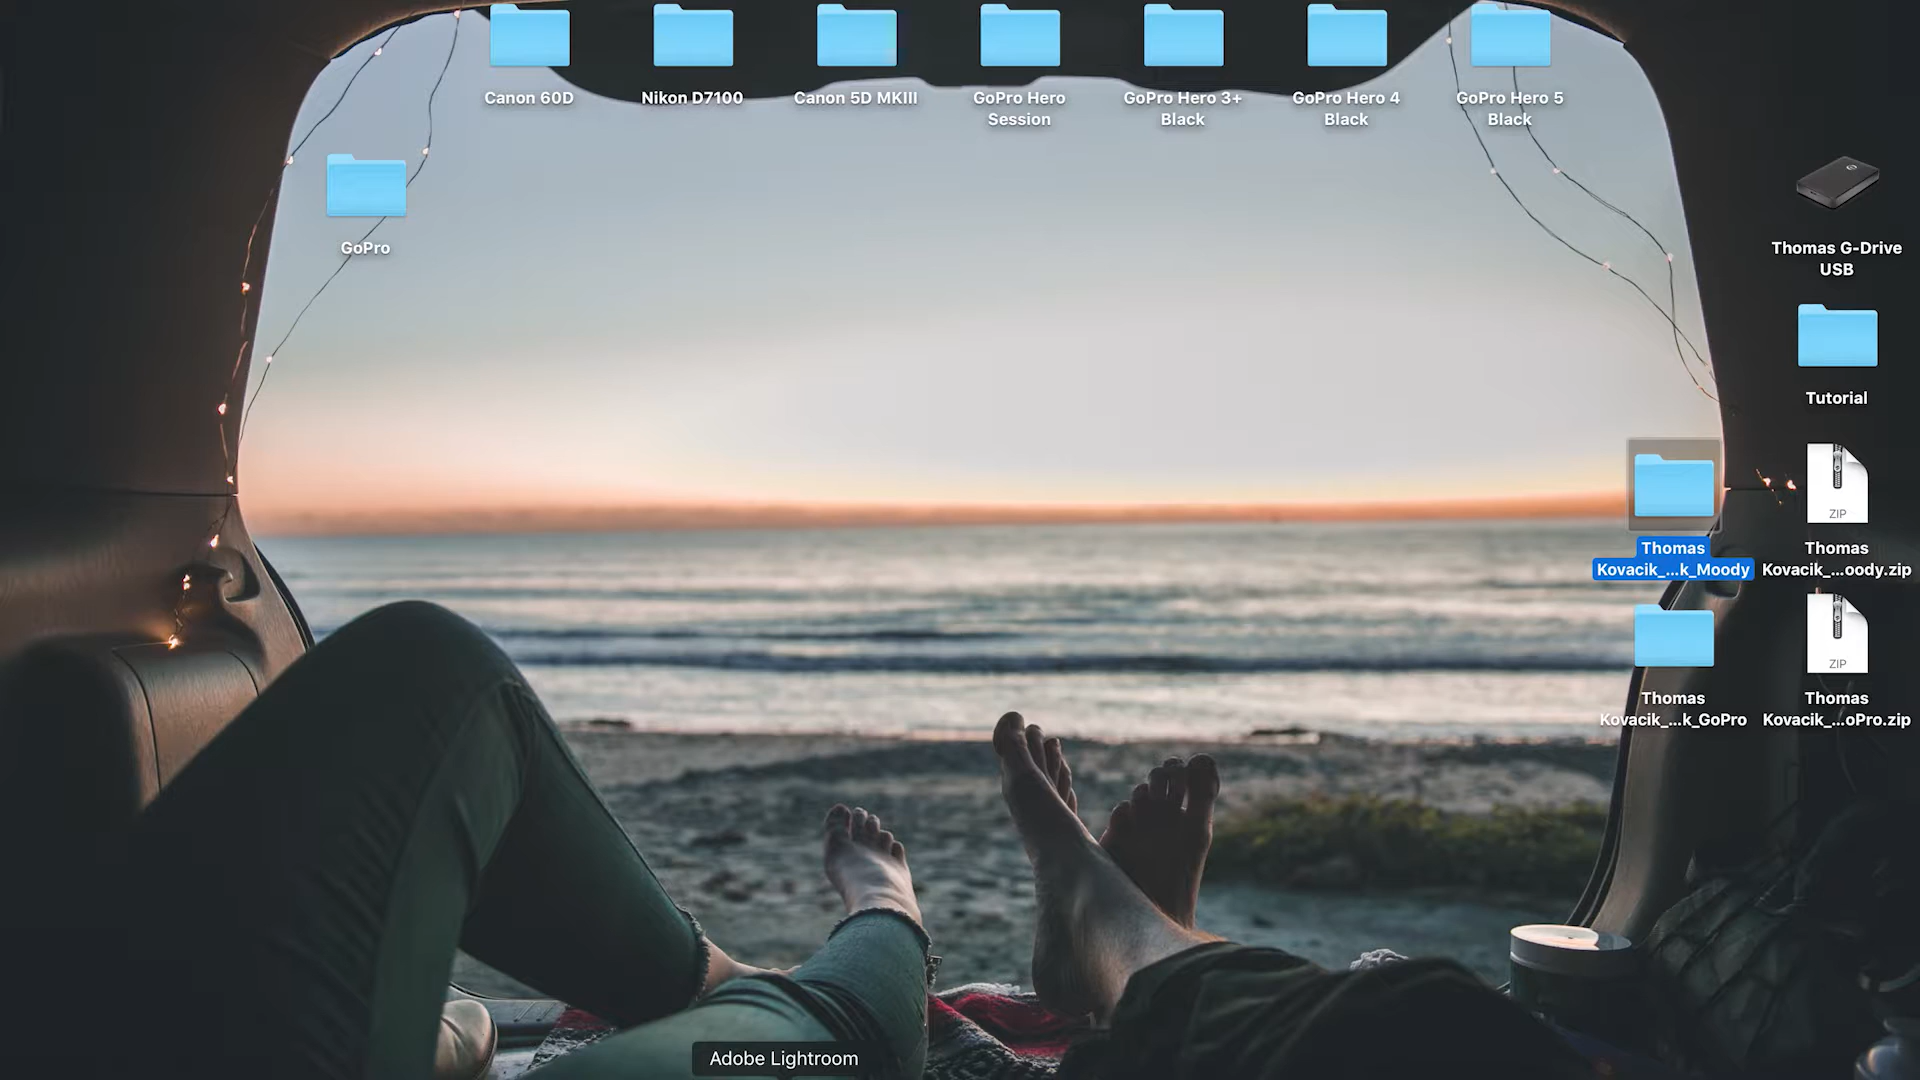 Canon 60D
Nikon D7100
Canon 5D MKIII
GoPro Hero
Session
GoPro Hero 3+
Black
GoPro Hero 4
Black
GoPro Hero 5
Black
GoPro
Thomas G-Drive
USB
Tutorial
Thomas
Kovacik_...k_Moody
ZIP
Thomas
Kovacik_...oody.zip
Thomas
Kovacik_...k_GoPro
ZIP
Thomas
Kovacik_...oPro.zip
Adobe Lightroom